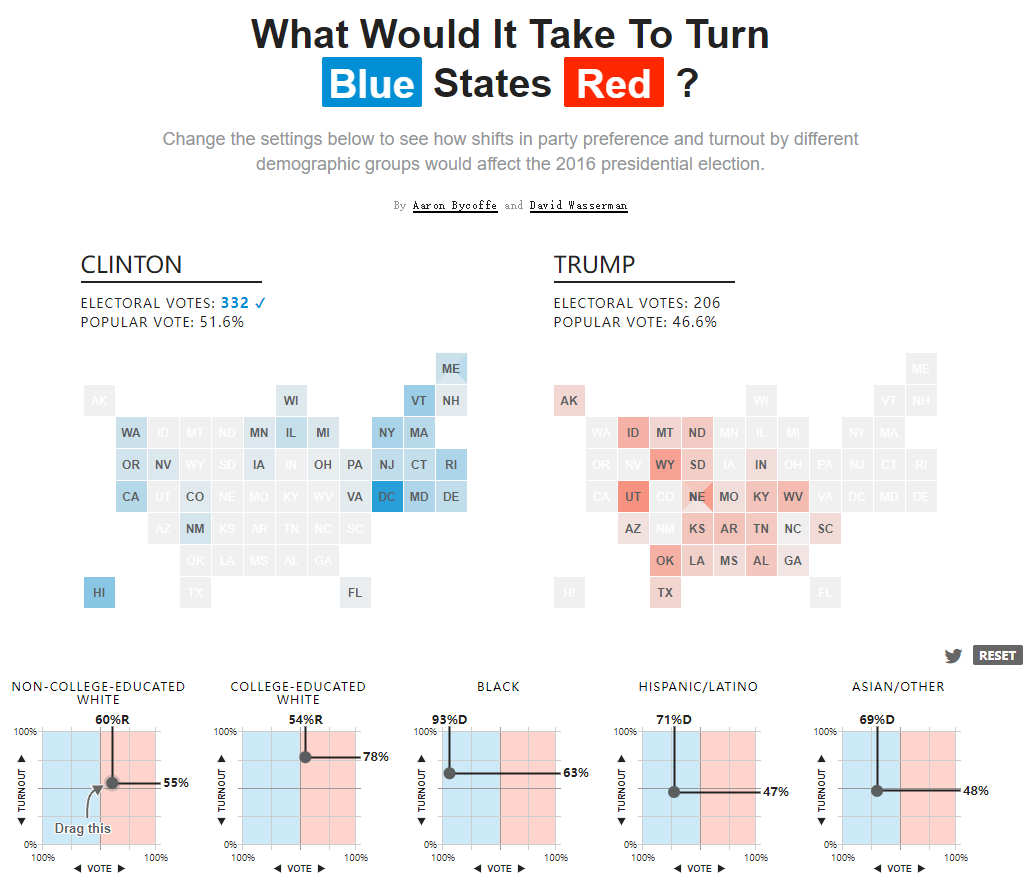 What Would It Take To Turn
Blue States Red ?
Change the settings below to see how shifts in party preference and turnout by different
demographic groups would affect the 2016 presidential election.
By Aaron Bycoffe and David Wasserman
CLINTON
ELECTORAL VOTES: 332 ✓
POPULAR VOTE: 51.6%
ME
AK WI VT NH
WA ID MT ND MN IL MI NY MA
OR NV WY SD IA IN OH PA NJ CT RI
CA UT CO NE MO KY WV VA DC MD DE
AZ NM KS AR TN NC SC
OK LA MS AL GA
HI TX FL
TRUMP
ELECTORAL VOTES: 206
POPULAR VOTE: 46.6%
ME
AK WI VT NH
WA ID MT ND MN IL MI NY MA
OR NV WY SD IA IN OH PA NJ CT RI
CA UT CO NE MO KY WV VA DC MD DE
AZ NM KS AR TN NC SC
OK LA MS AL GA
HI TX FL
RESET
NON-COLLEGE-EDUCATED
WHITE
60%R
100%
55%
◀ TURNOUT ▶
Drag this
0%
100% 100%
◀ VOTE ▶
COLLEGE-EDUCATED
WHITE
54%R
100%
78%
◀ TURNOUT ▶
0%
100% 100%
◀ VOTE ▶
BLACK
93%D
100%
63%
◀ TURNOUT ▶
0%
100% 100%
◀ VOTE ▶
HISPANIC/LATINO
71%D
100%
47%
◀ TURNOUT ▶
0%
100% 100%
◀ VOTE ▶
ASIAN/OTHER
69%D
100%
48%
◀ TURNOUT ▶
0%
100% 100%
◀ VOTE ▶